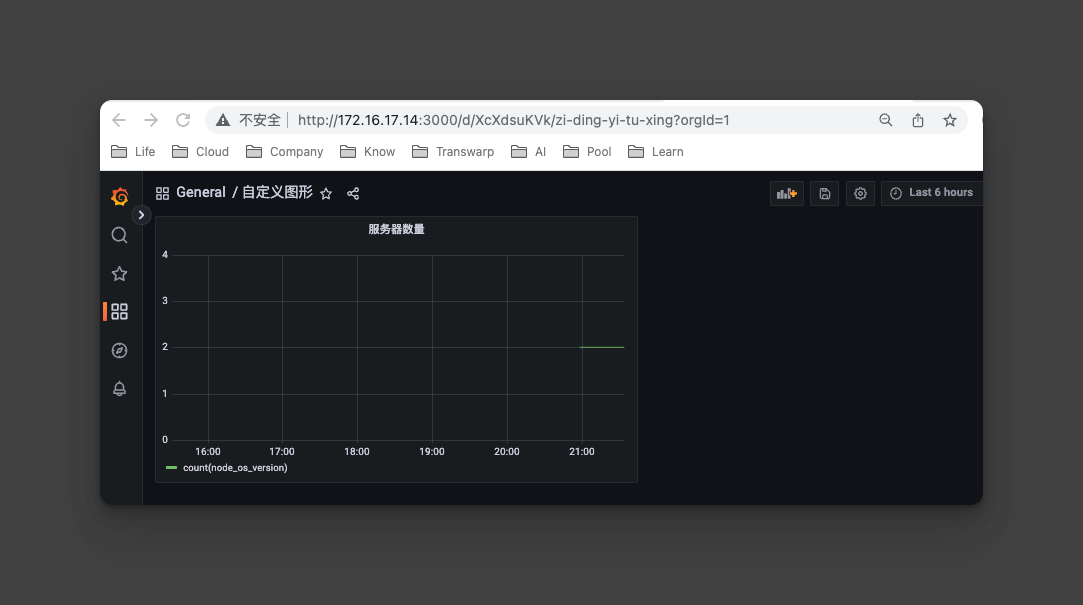 不安全 http://172.16.17.14:3000/d/XcXdsuKVk/zi-ding-yi-tu-xing?orgId=1
Life Cloud Company Know Transwarp AI Pool Learn
General / 自定义图形
Last 6 hours
服务器数量
4
3
2
1
0
16:00 17:00 18:00 19:00 20:00 21:00
count(node_os_version)